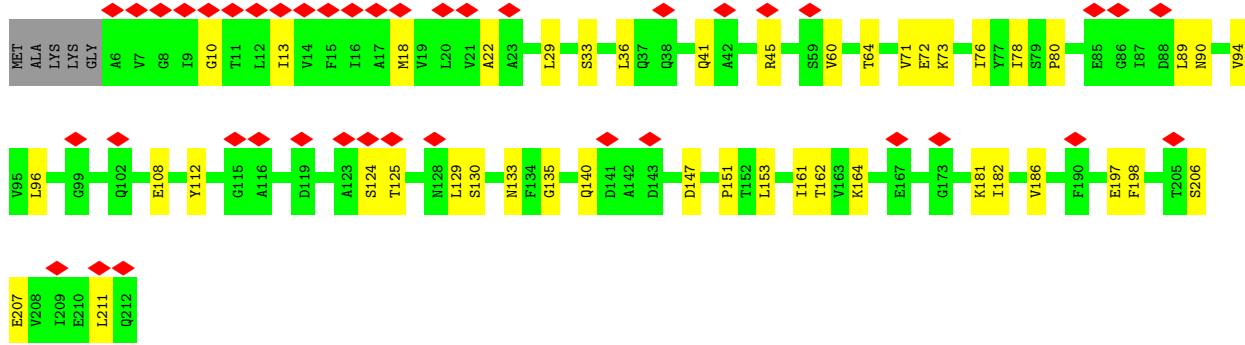 MET ALA LYS LYS GLY A6 V7 G8 I9 G10 T11 L12 I13 V14 F15 I16 A17 M18 V19 L20 V21 A22 A23 L29 S33 L36 Q37 Q38 Q41 A42 R45 S59 V60 T64 V71 E72 K73 I76 Y77 I78 S79 P80 E85 G86 I87 D88 L89 N90 V94
V95 L96 G99 Q102 E108 Y112 G115 A116 D119 A123 S124 T125 N128 L129 S130 N133 F134 G135 Q140 D141 A142 D143 D147 P151 T152 L153 I161 T162 V163 K164 E167 G173 K181 I182 V186 F190 E197 F198 T205 S206
E207 V208 I209 E210 L211 Q212